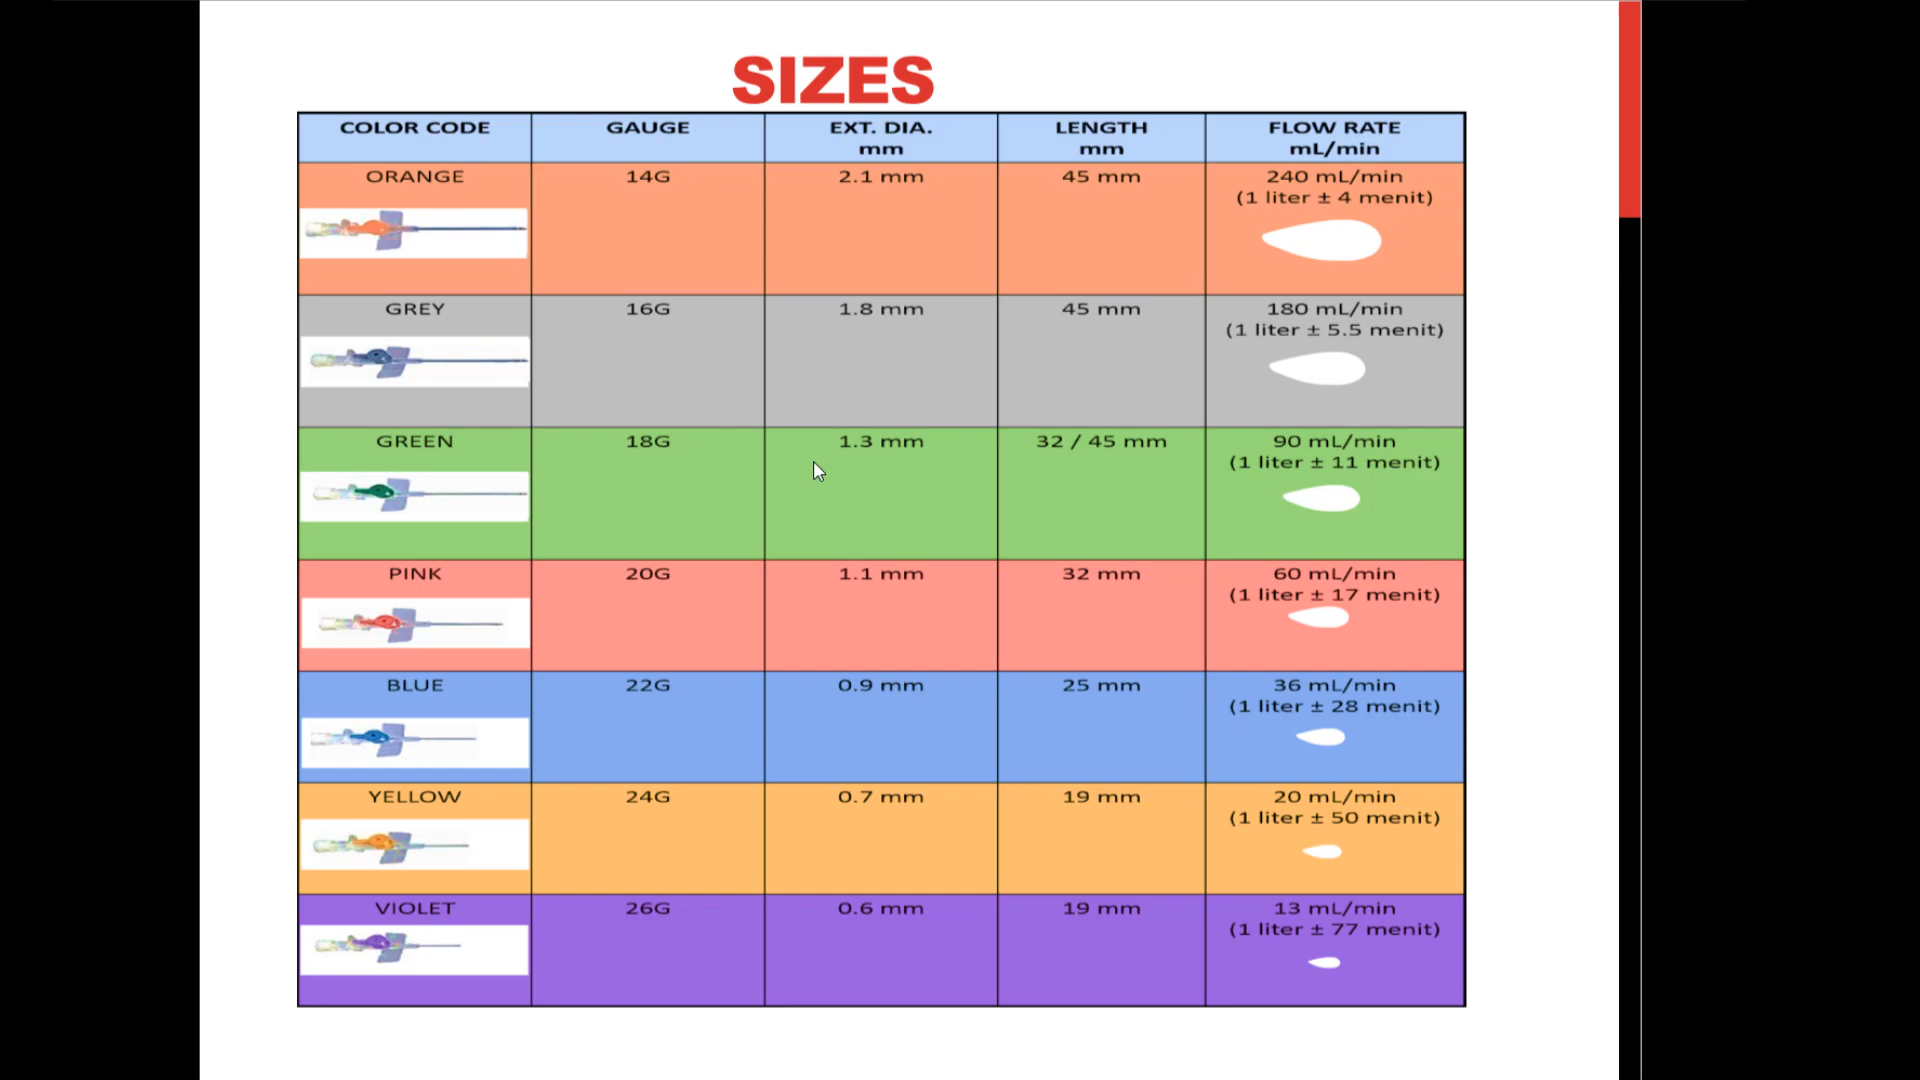 SIZES
COLOR CODE GAUGE EXT. DIA. LENGTH FLOW RATE
mm mm mL/min
ORANGE 14G 2.1 mm 45 mm 240 mL/min
(1 liter ± 4 menit)
GREY 16G 1.8 mm 45 mm 180 mL/min
(1 liter ± 5.5 menit)
GREEN 18G 1.3 mm 32 / 45 mm 90 mL/min
(1 liter ± 11 menit)
PINK 20G 1.1 mm 32 mm 60 mL/min
(1 liter ± 17 menit)
BLUE 22G 0.9 mm 25 mm 36 mL/min
(1 liter ± 28 menit)
YELLOW 24G 0.7 mm 19 mm 20 mL/min
(1 liter ± 50 menit)
VIOLET 26G 0.6 mm 19 mm 13 mL/min
(1 liter ± 77 menit)